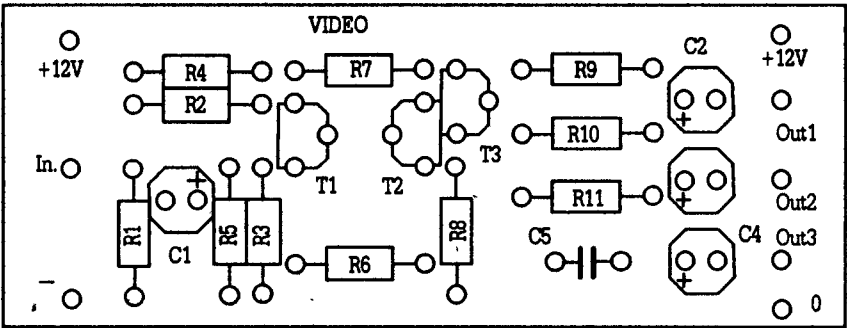 VIDEO
+12V
R4
R7
R9
C2
+12V
R2
R10
Out1
T3
In.
T1
T2
R11
Out2
R1
+
C1
R5
R3
R8
R6
C5
C4
Out3
+
+
+
–
0